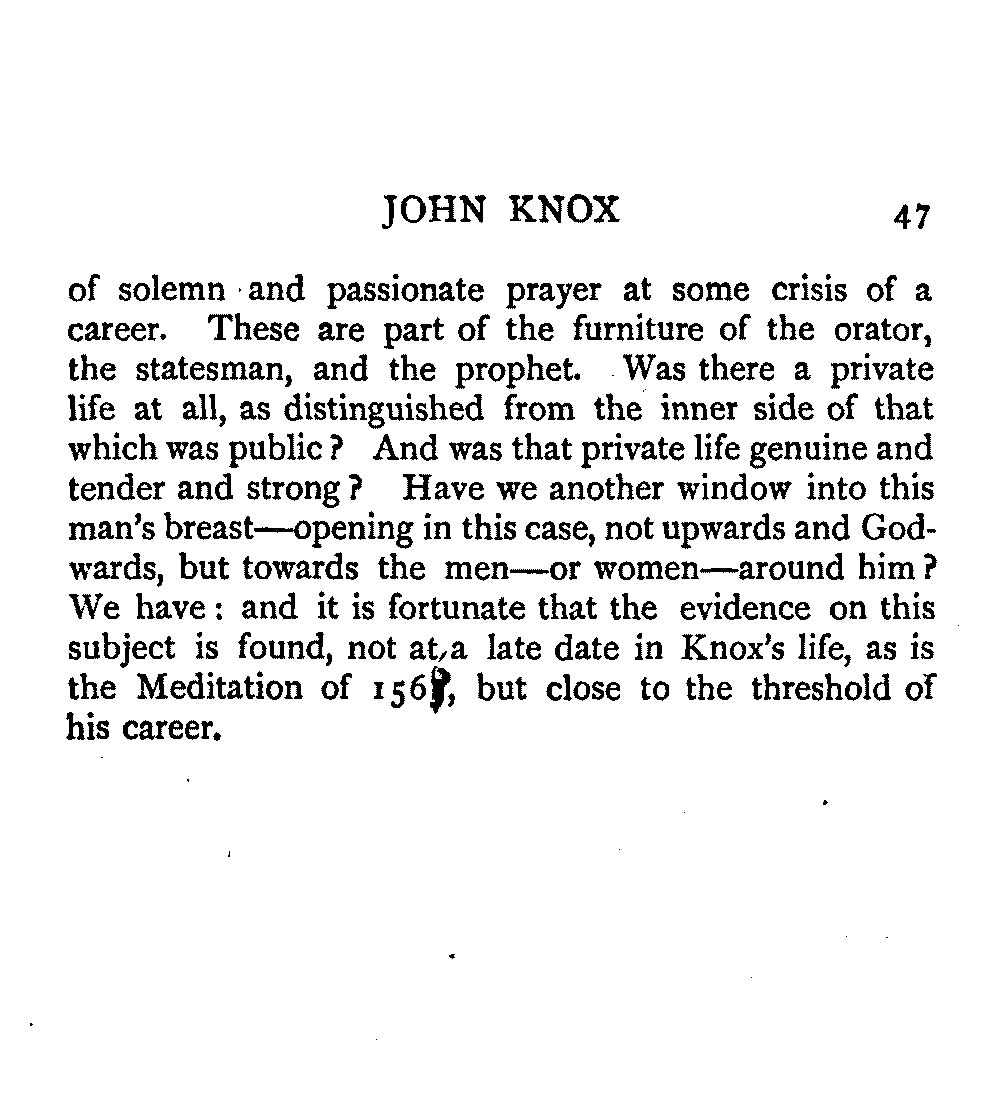 JOHN KNOX 47
of solemn and passionate prayer at some crisis of a
career. These are part of the furniture of the orator,
the statesman, and the prophet. Was there a private
life at all, as distinguished from the inner side of that
which was public? And was that private life genuine and
tender and strong? Have we another window into this
man's breast—opening in this case, not upwards and God-
wards, but towards the men—or women—around him?
We have: and it is fortunate that the evidence on this
subject is found, not at a late date in Knox's life, as is
the Meditation of but close to the threshold of
his career.